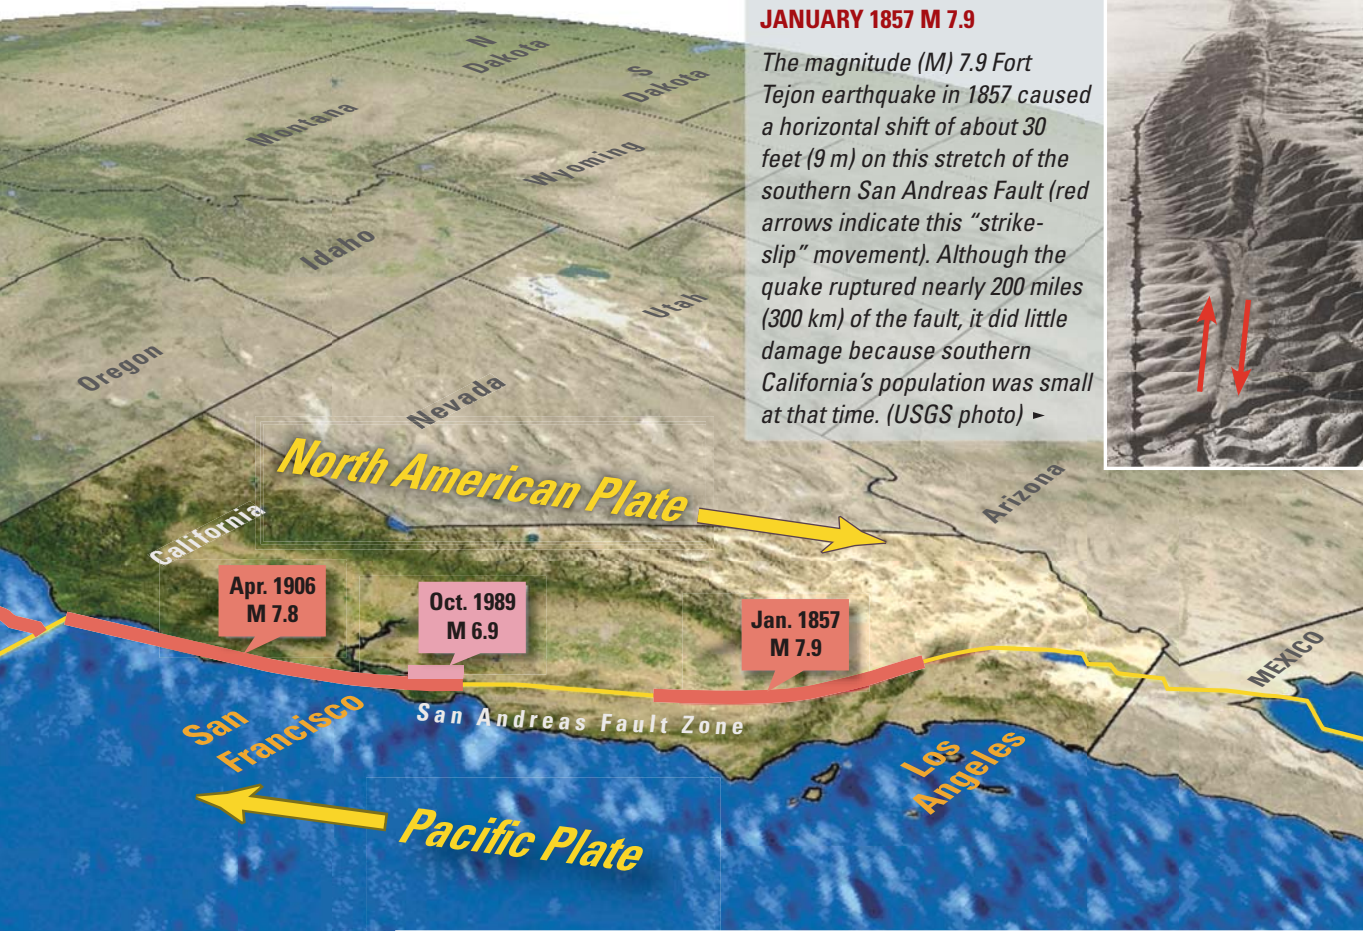 JANUARY 1857 M 7.9
The magnitude (M) 7.9 Fort
Tejon earthquake in 1857 caused
a horizontal shift of about 30
feet (9 m) on this stretch of the
southern San Andreas Fault (red
arrows indicate this “strike-
slip” movement). Although the
quake ruptured nearly 200 miles
(300 km) of the fault, it did little
damage because southern
California’s population was small
at that time. (USGS photo) ►
N
Dakota
S
Dakota
Montana
Wyoming
Idaho
Utah
Oregon
Nevada
Arizona
North American Plate
California
Apr. 1906
M 7.8
Oct. 1989
M 6.9
Jan. 1857
M 7.9
MEXICO
San Andreas Fault Zone
San
Francisco
Los
Angeles
Pacific Plate